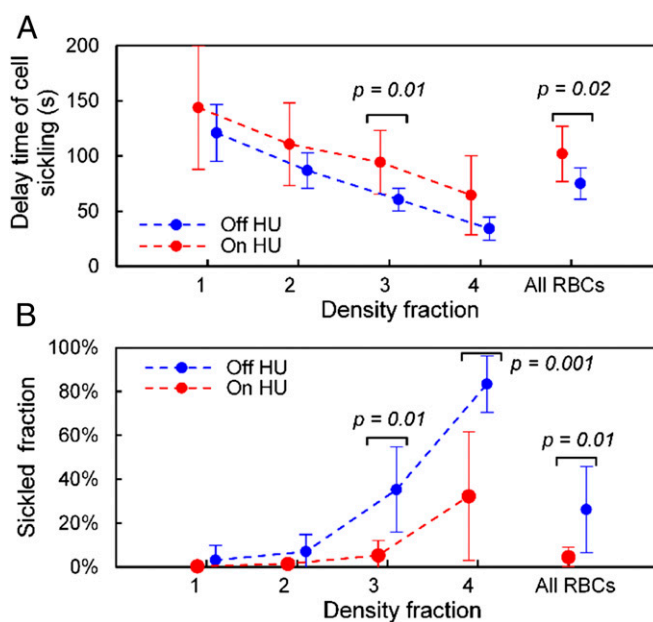 A
Delay time of cell
sickling (s)
200
150
100
50
0
p = 0.01
p = 0.02
Off HU
On HU
1
2
3
4
All RBCs
Density fraction
B
Sickled fraction
100%
80%
60%
40%
20%
0%
Off HU
On HU
p = 0.01
p = 0.001
p = 0.01
1
2
3
4
All RBCs
Density fraction